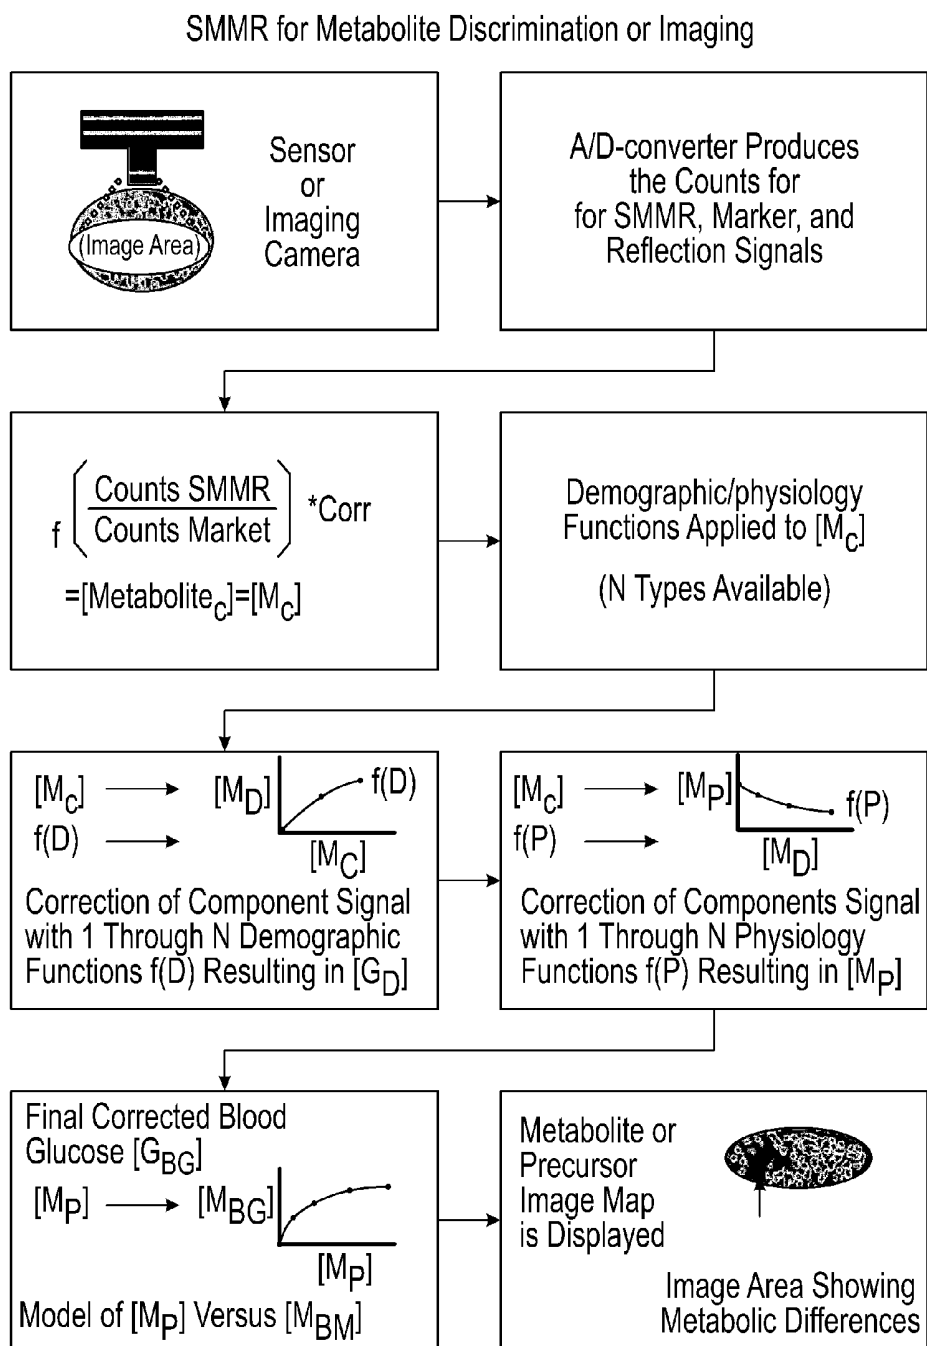 SMMR for Metabolite Discrimination or Imaging
(Image Area)
Sensor
or
Imaging
Camera
A/D-converter Produces
the Counts for
for SMMR, Marker, and
Reflection Signals
f(Counts SMMR
Counts Market) *Corr
=[Metabolite_C]=[M_C]
Demographic/physiology
Functions Applied to [M_C]
(N Types Available)
[M_C] [M_D] f(D)
f(D)
[M_C]
Correction of Component Signal
with 1 Through N Demographic
Functions f(D) Resulting in [G_D]
[M_C] [M_P] f(P)
f(P)
[M_D]
Correction of Components Signal
with 1 Through N Physiology
Functions f(P) Resulting in [M_P]
Final Corrected Blood
Glucose [G_BG]
[M_P] [M_BG]
[M_P]
Model of [M_P] Versus [M_BM]
Metabolite or
Precursor
Image Map
is Displayed
Image Area Showing
Metabolic Differences